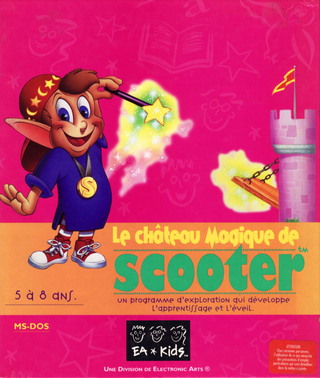 Le château Magique de
scooter™
un programme d'exploration qui développe
l'apprentissage et l'éveil.
5 à 8 ans.
MS-DOS
EA★Kids™
Une Division de Electronic Arts®